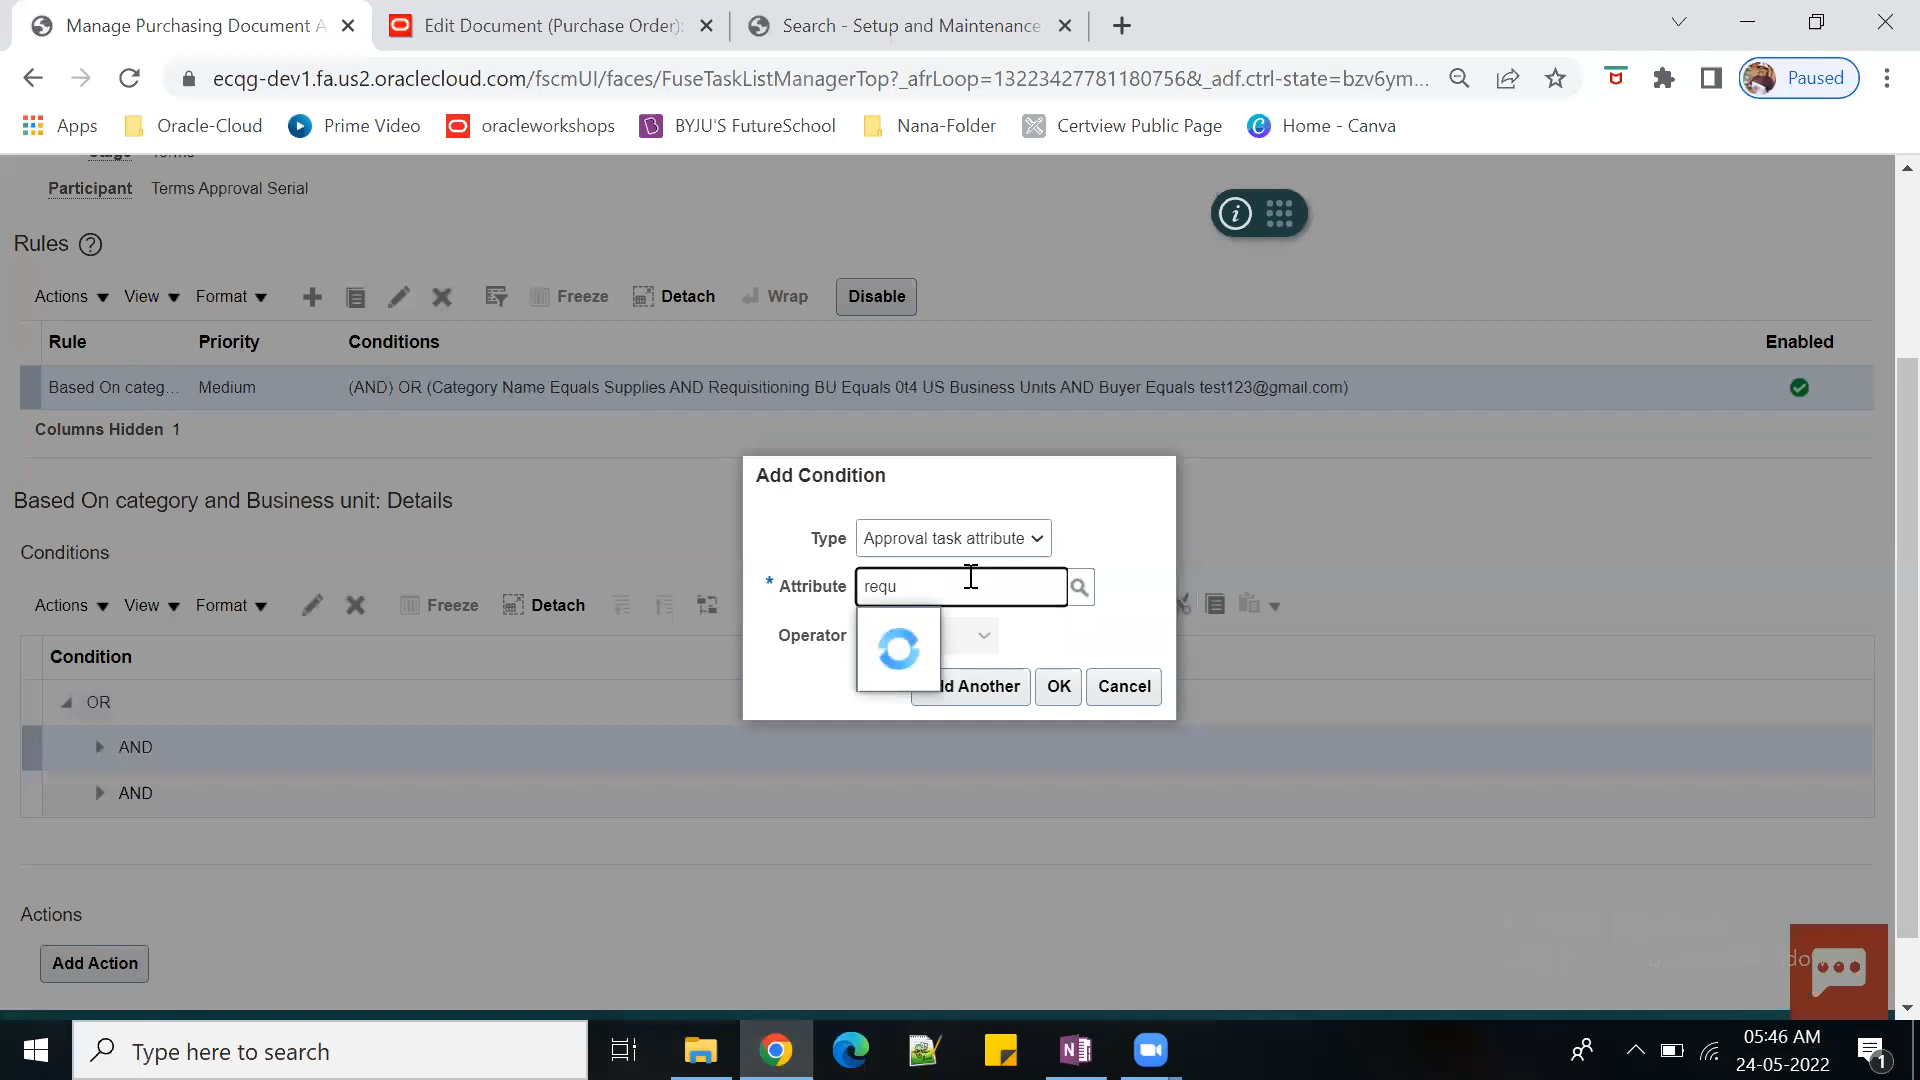 Manage Purchasing Document A
Edit Document (Purchase Order):
Search - Setup and Maintenance
ecqg-dev1.fa.us2.oraclecloud.com/fscmUI/faces/FuseTaskListManagerTop?_afrLoop=13223427781180756&_adf.ctrl-state=bzv6ym...
Paused
Apps
Oracle-Cloud
Prime Video
oracleworkshops
BYJU'S FutureSchool
Nana-Folder
Certview Public Page
Home - Canva
Stage Terms
Participant Terms Approval Serial
Rules
Actions View Format Freeze Detach Wrap Disable
Rule Priority Conditions Enabled
Based On categ... Medium (AND) OR (Category Name Equals Supplies AND Requisitioning BU Equals 0t4 US Business Units AND Buyer Equals test123@gmail.com)
Columns Hidden 1
Based On category and Business unit: Details
Conditions
Actions View Format Freeze Detach
Condition
OR
AND
AND
Actions
Add Action
Add Condition
Type Approval task attribute
* Attribute requ
Operator
d Another OK Cancel
Type here to search
05:46 AM
24-05-2022
1